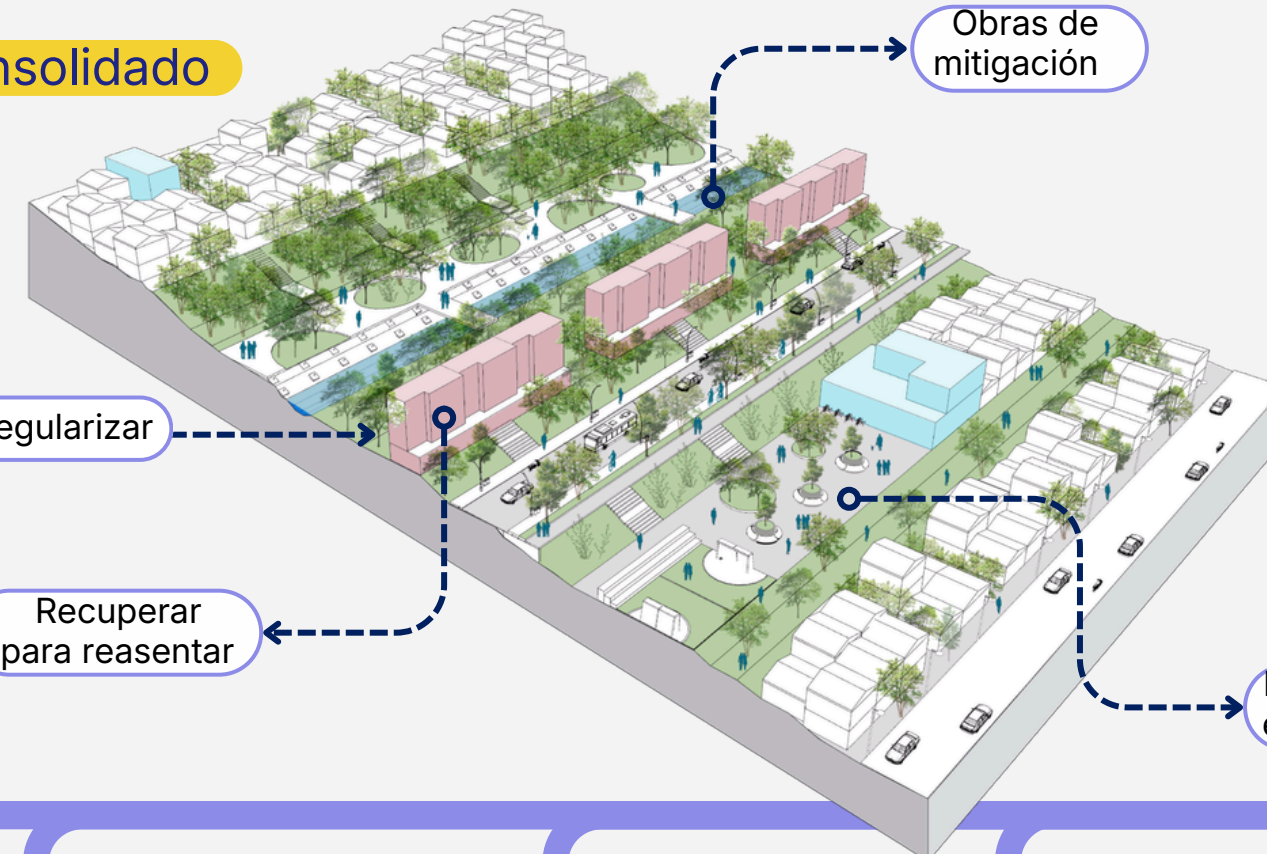 nsolidado
Obras de
mitigación
egularizar
Recuperar
para reasentar